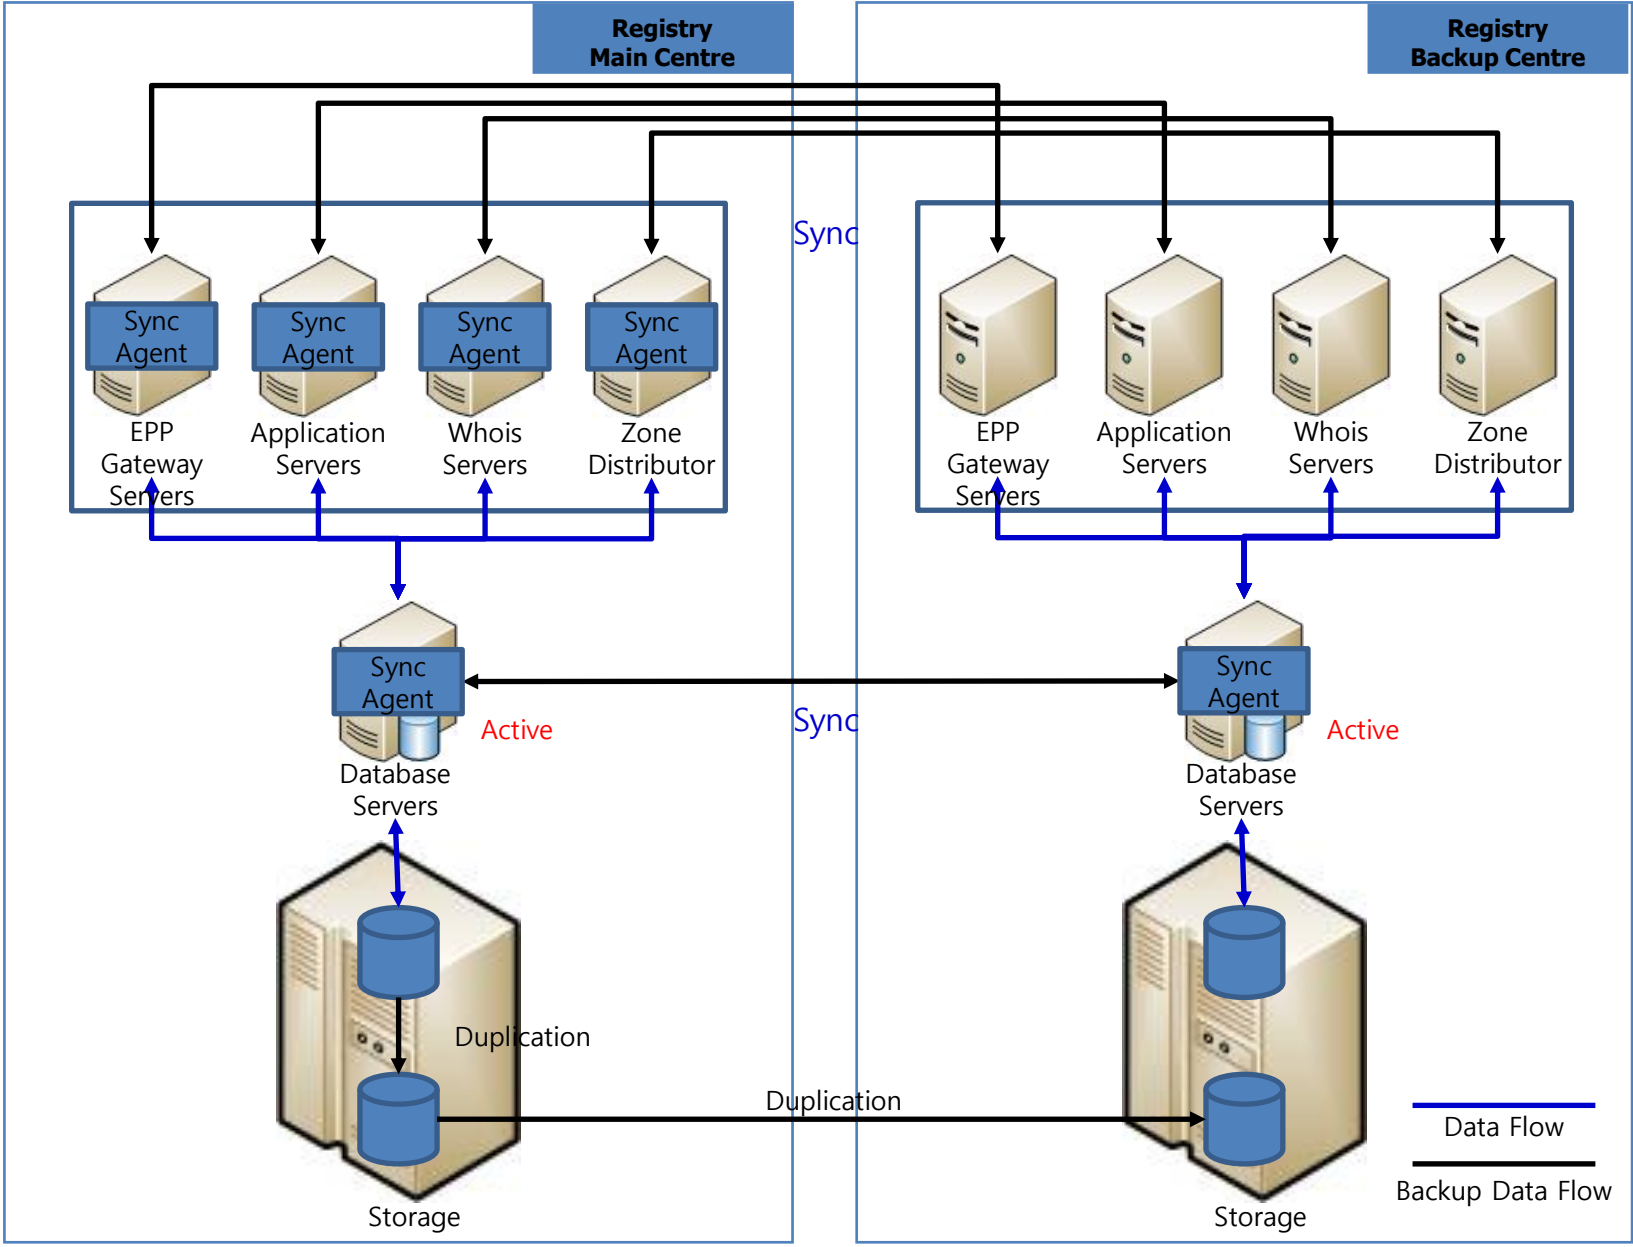 Registry
Main Centre
Registry
Backup Centre
Sync
Sync
Agent
Sync
Agent
Sync
Agent
Sync
Agent
EPP
Gateway
Servers
Application
Servers
Whois
Servers
Zone
Distributor
EPP
Gateway
Servers
Application
Servers
Whois
Servers
Zone
Distributor
Sync
Agent
Active
Database
Servers
Sync
Sync
Agent
Active
Database
Servers
Duplication
Duplication
Storage
Storage
Data Flow
Backup Data Flow